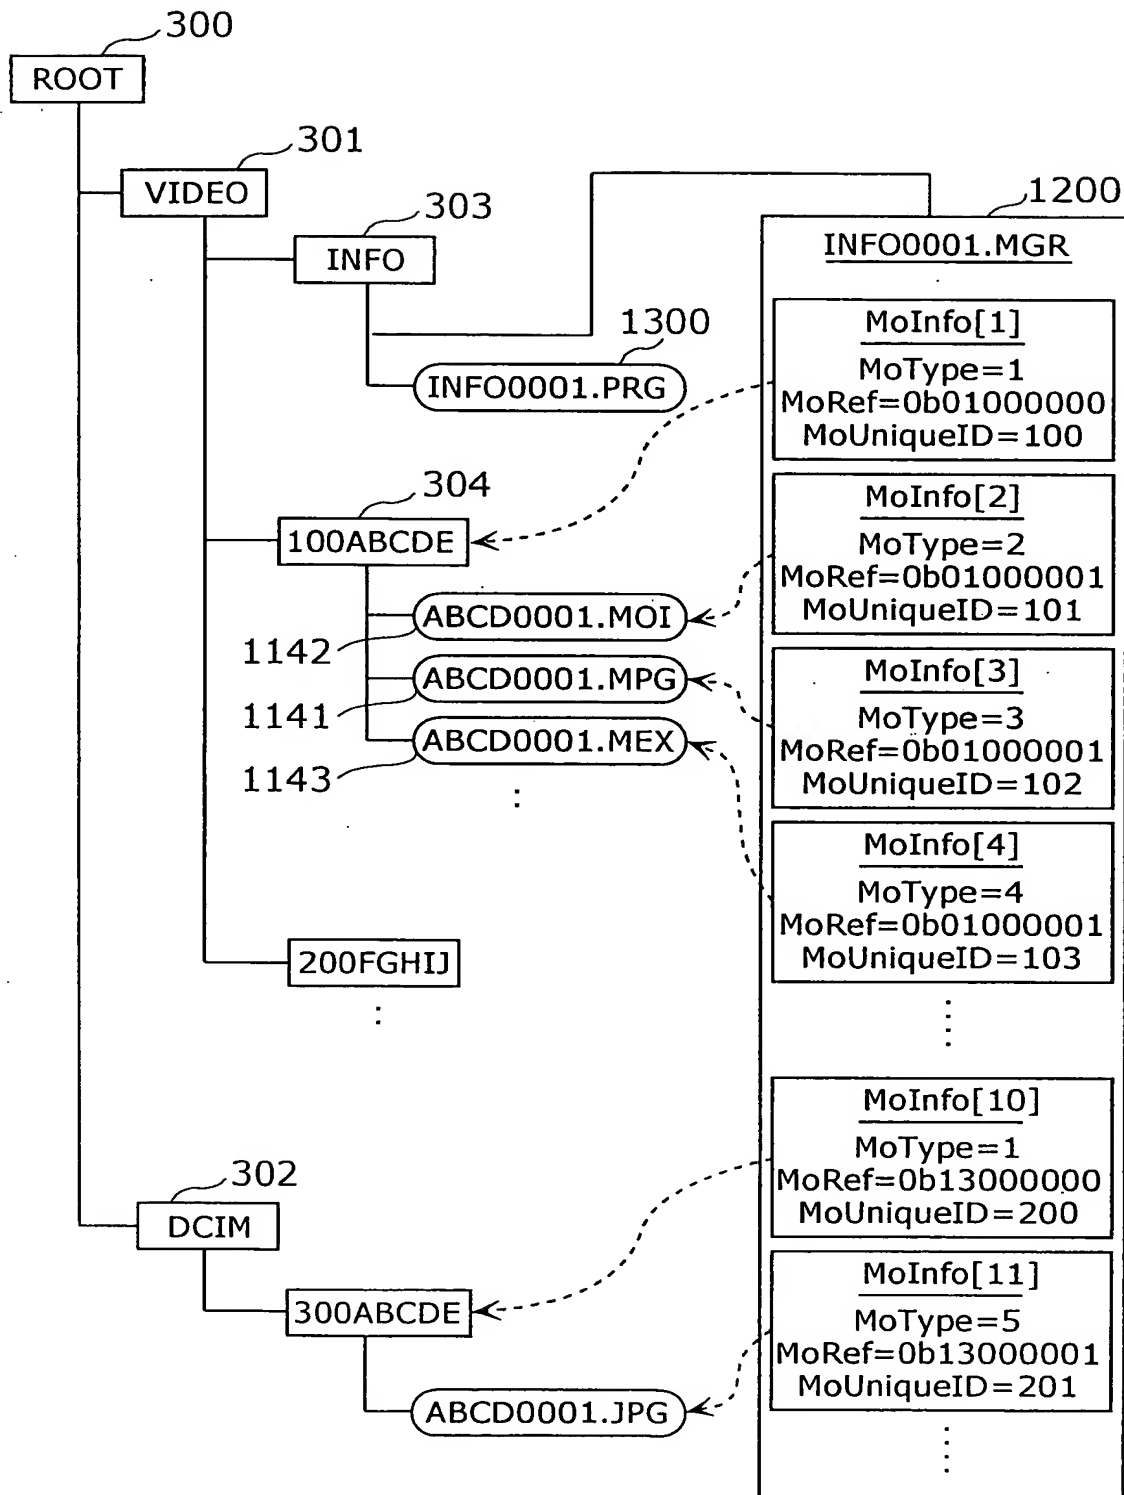 300
ROOT
301
VIDEO
303
INFO
1200
INFO0001.MGR
1300
INFO0001.PRG
MoInfo[1]
MoType=1
MoRef=0b01000000
MoUniqueID=100
304
100ABCDE
MoInfo[2]
MoType=2
MoRef=0b01000001
MoUniqueID=101
ABCD0001.MOI
1142
ABCD0001.MPG
1141
ABCD0001.MEX
1143
:
MoInfo[3]
MoType=3
MoRef=0b01000001
MoUniqueID=102
MoInfo[4]
MoType=4
MoRef=0b01000001
MoUniqueID=103
200FGHIJ
:
302
DCIM
MoInfo[10]
MoType=1
MoRef=0b13000000
MoUniqueID=200
300ABCDE
MoInfo[11]
MoType=5
MoRef=0b13000001
MoUniqueID=201
ABCD0001.JPG